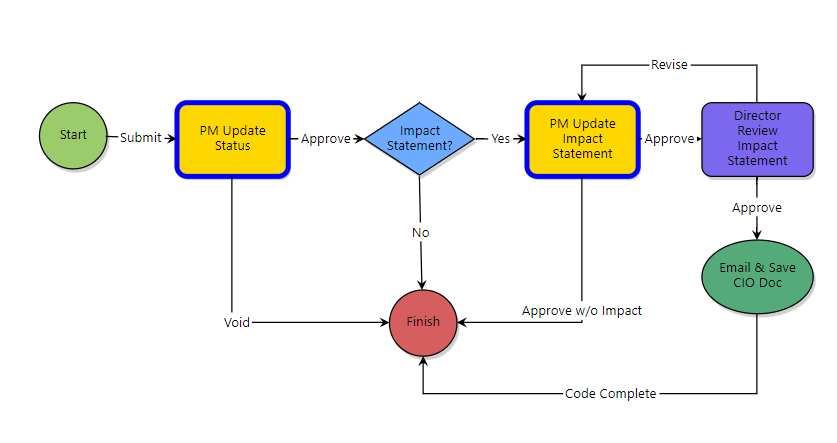 Revise
Start
Submit
PM Update
Status
Approve
Impact
Statement?
Yes
PM Update
Impact
Statement
Approve
Director
Review
Impact
Statement
Approve
No
Email & Save
CIO Doc
Void
Finish
Approve w/o Impact
Code Complete